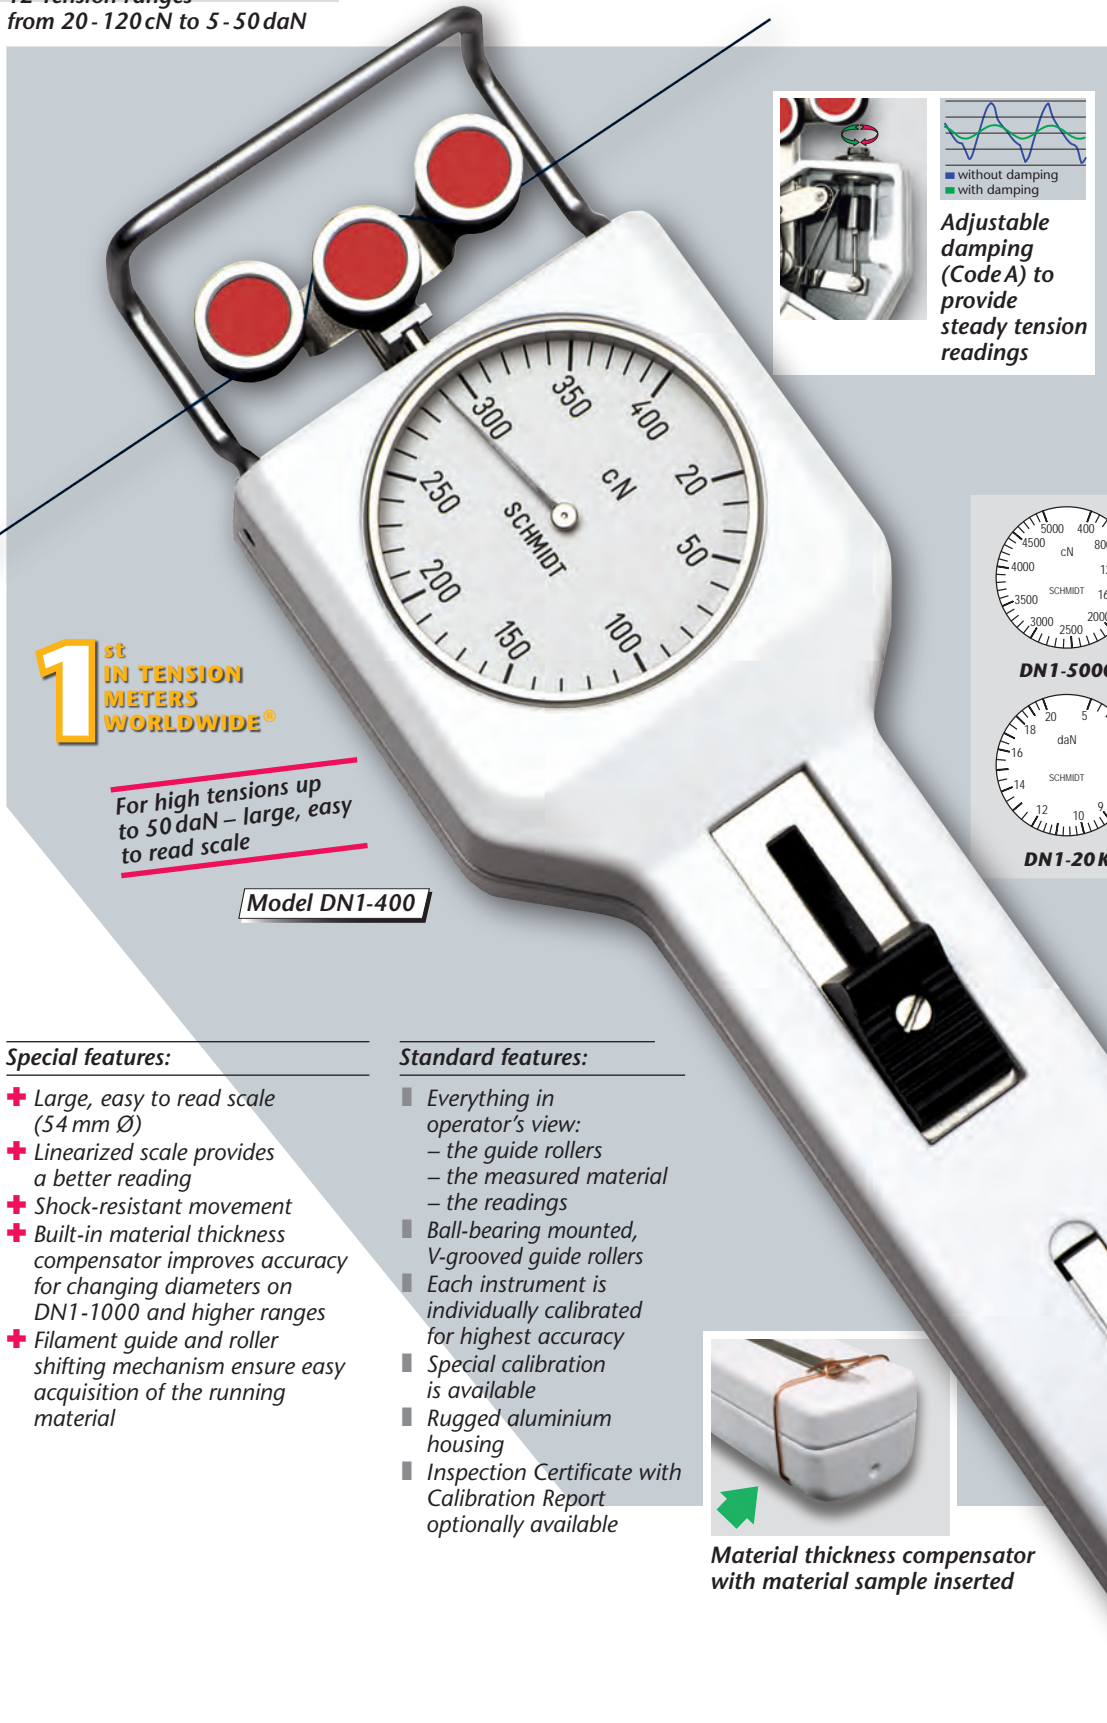 12 Tension ranges
from 20 - 120 cN to 5 - 50 daN
without damping
with damping
Adjustable
damping
(Code A) to
provide
steady tension
readings
300
350
400
250
20
50
200
150
100
cN
SCHMIDT
5000 400
4500
cN
4000
SCHMIDT
3500
3000
2500
2000
DN1-5000
20 5
18
daN
16
SCHMIDT
14
12
10
9
DN1-20K
1st
IN TENSION
METERS
WORLDWIDE®
For high tensions up
to 50 daN – large, easy
to read scale
Model DN1-400
Special features:
Large, easy to read scale
(54 mm Ø)
Linearized scale provides
a better reading
Shock-resistant movement
Built-in material thickness
compensator improves accuracy
for changing diameters on
DN1-1000 and higher ranges
Filament guide and roller
shifting mechanism ensure easy
acquisition of the running
material
Standard features:
Everything in
operator's view:
– the guide rollers
– the measured material
– the readings
Ball-bearing mounted,
V-grooved guide rollers
Each instrument is
individually calibrated
for highest accuracy
Special calibration
is available
Rugged aluminium
housing
Inspection Certificate with
Calibration Report
optionally available
Material thickness compensator
with material sample inserted